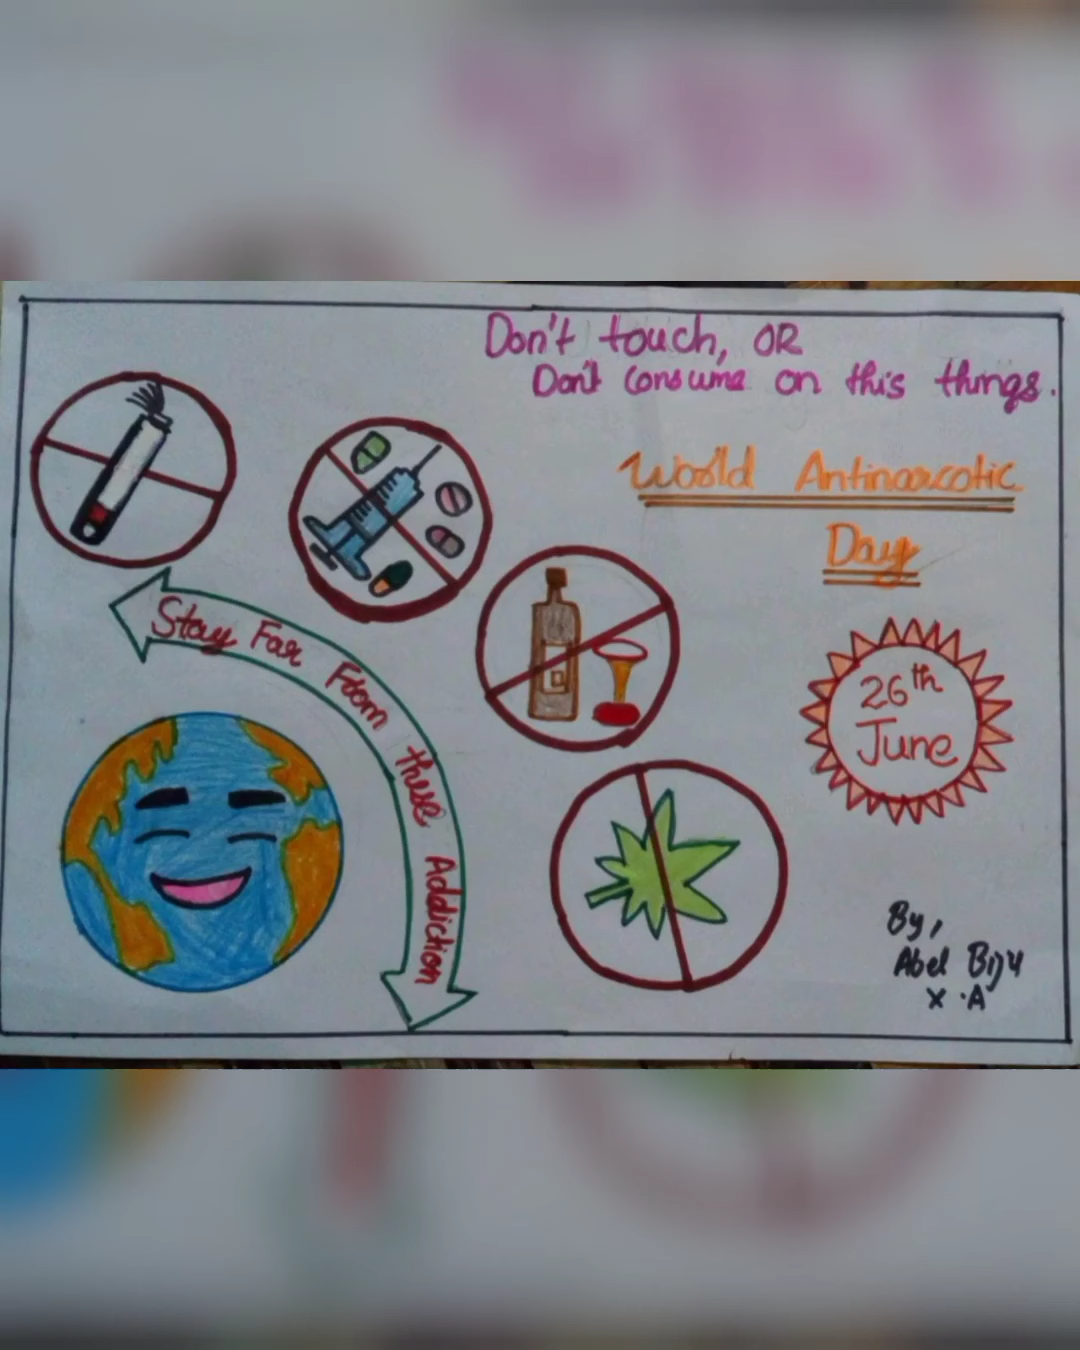 Don't touch, OR
Don't Consume on this things.
World Antinarcotic
Day
26th
June
Stay Far From these Addiction
By,
Abel Biju
X .A